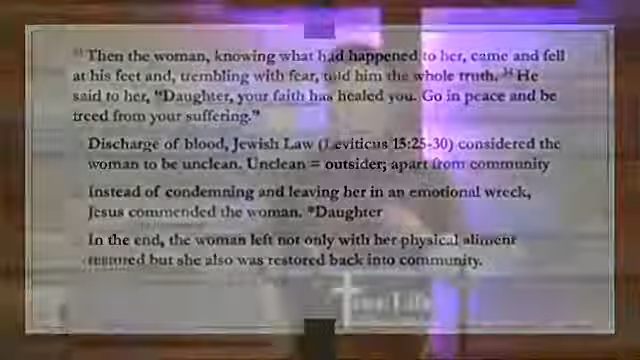 33 Then the woman, knowing what had happened to her, came and fell
at his feet and, trembling with fear, told him the whole truth. 34 He
said to her, “Daughter, your faith has healed you. Go in peace and be
freed from your suffering.”
Discharge of blood, Jewish Law (Leviticus 15:25-30) considered the
woman to be unclean. Unclean = outsider; apart from community
Instead of condemning and leaving her in an emotional wreck,
Jesus commended the woman. *Daughter
In the end, the woman left not only with her physical aliment
restored but she also was restored back into community.